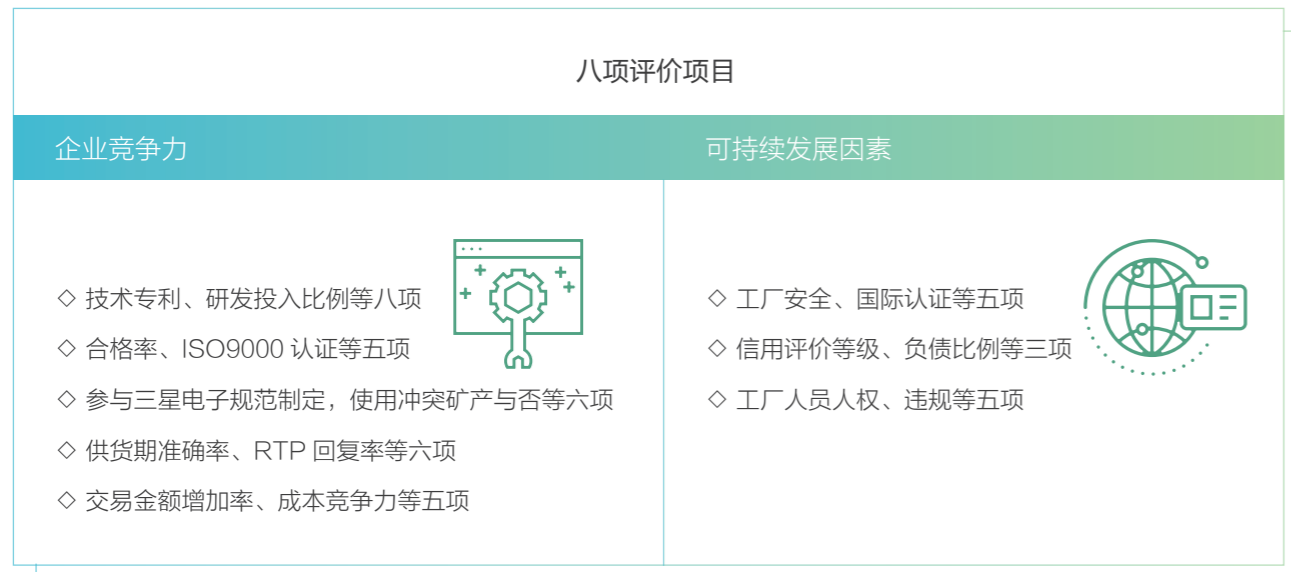 八项评价项目
企业竞争力
可持续发展因素
◇ 技术专利、研发投入比例等八项
◇ 合格率、ISO9000 认证等五项
◇ 参与三星电子规范制定，使用冲突矿产与否等六项
◇ 供货期准确率、RTP 回复率等六项
◇ 交易金额增加率、成本竞争力等五项
◇ 工厂安全、国际认证等五项
◇ 信用评价等级、负债比例等三项
◇ 工厂人员人权、违规等五项